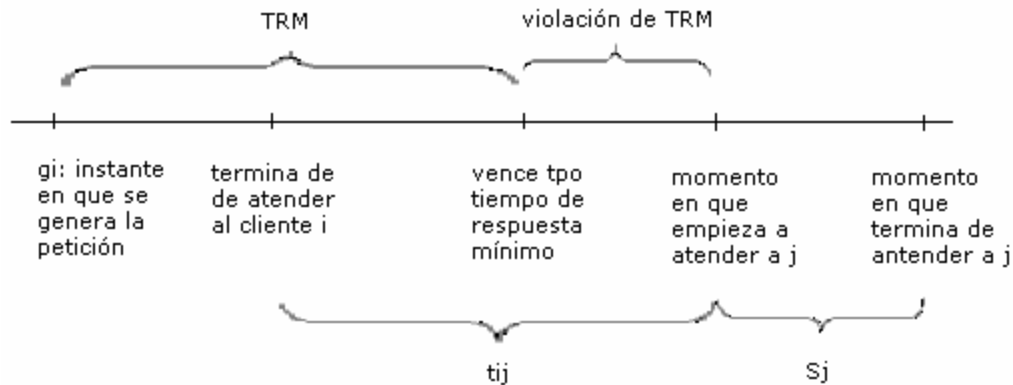 TRM
violación de TRM
gi: instante
en que se
genera la
petición
termina de
de atender
al cliente i
vence tpo
tiempo de
respuesta
mínimo
momento
en que
empieza a
atender a j
momento
en que
termina de
antender a j
tij
Sj